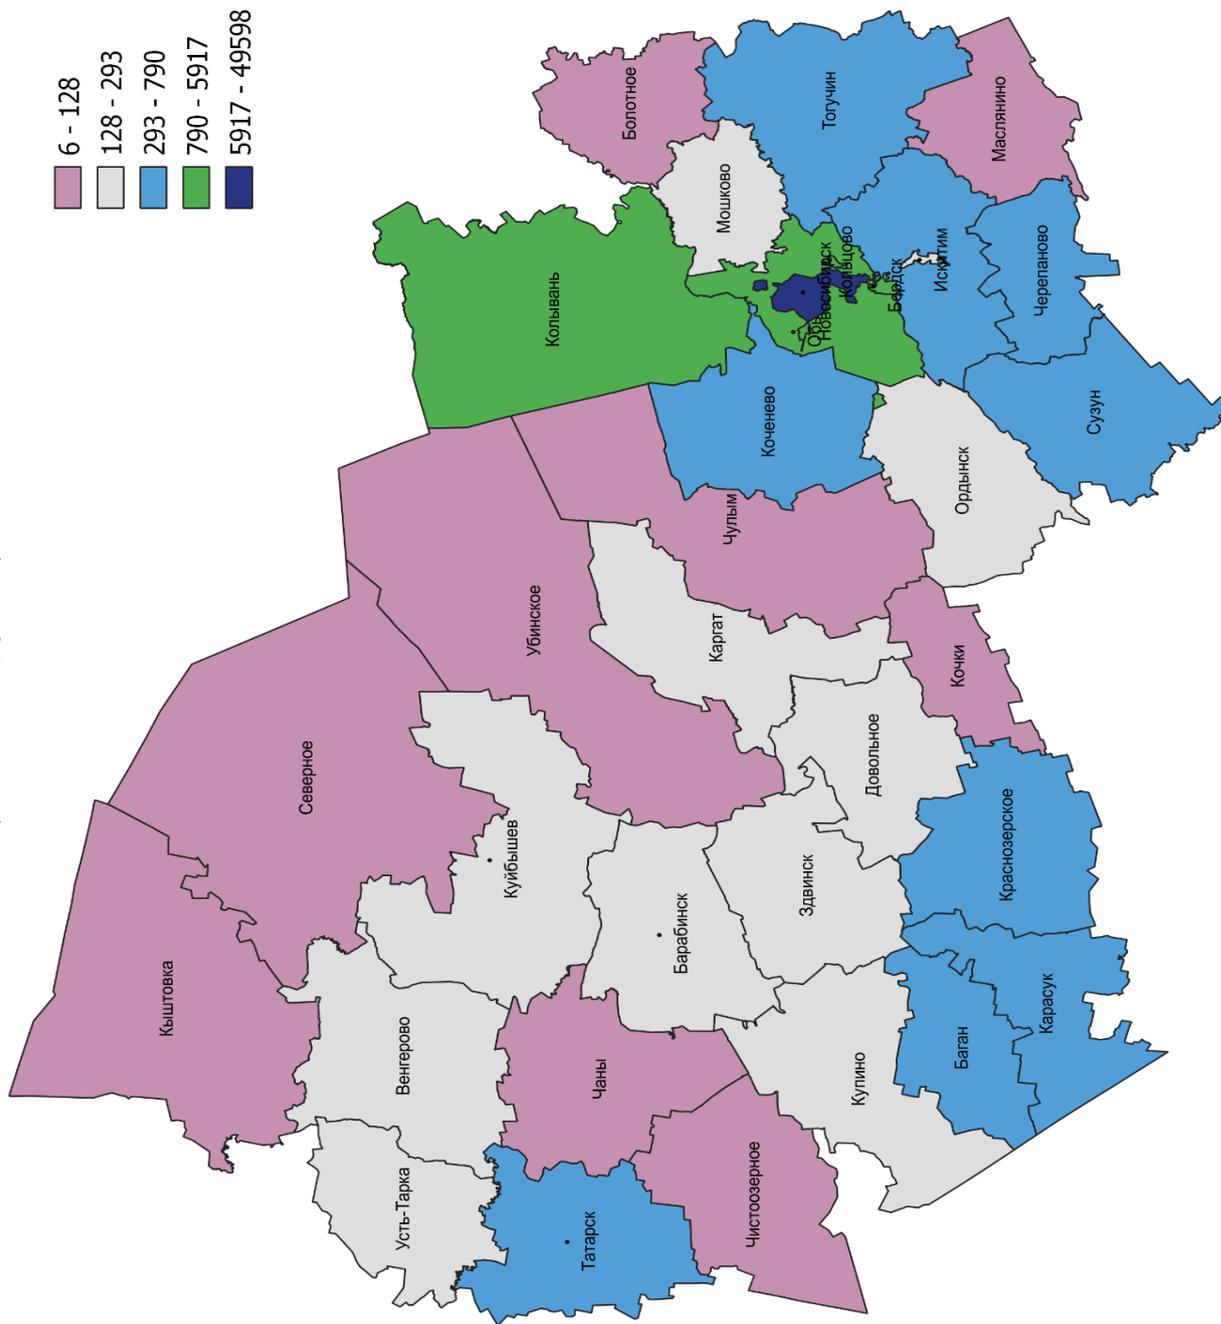 6 - 128
128 - 293
293 - 790
790 - 5917
5917 - 49598
Кыштовка
Северное
Усть-Тарка
Венгерово
Куйбышев
Убинское
Колывань
Болотное
Татарск
Чаны
Барабинск
Каргат
Чулым
Коченево
Мошково
Чистоозерное
Здвинск
Обь
Новосибирск
Кольцово
Тогучин
Купино
Довольное
Бердск
Баган
Кочки
Ордынск
Искитим
Карасук
Краснозерское
Маслянино
Черепаново
Сузун